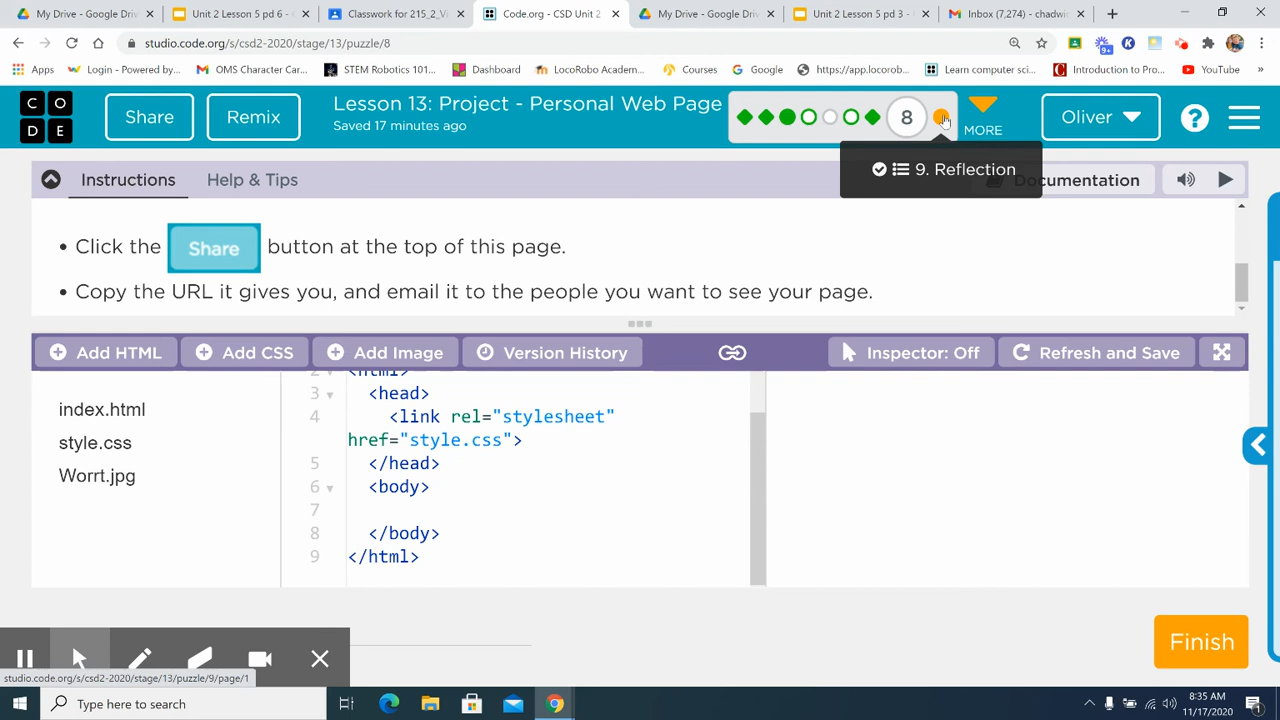 My Drive - Google Driv
Unit 2 Lesson 5 pd 6 -
Classwork for 215_2_Vi
Code.org - CSD Unit 2
My Drive - Google Driv
Unit 2 Lesson 5 pd 3 -
Inbox (7,274) - chadwic
studio.code.org/s/csd2-2020/stage/13/puzzle/8
Apps
Login - Powered by...
OMS Character Car...
STEM Robotics 101...
Dashboard
LocoRobo Academ...
Courses
Google
https://app.locorob...
Learn computer sci...
Introduction to Pro...
YouTube
C O
D E
Share
Remix
Lesson 13: Project - Personal Web Page
Saved 17 minutes ago
8
MORE
Oliver
?
9. Reflection
Instructions
Help & Tips
Documentation
Click the Share button at the top of this page.
Copy the URL it gives you, and email it to the people you want to see your page.
Add HTML
Add CSS
Add Image
Version History
Inspector: Off
Refresh and Save
index.html
style.css
Worrt.jpg
2 <html>
3 <head>
4 <link rel="stylesheet"
href="style.css">
5 </head>
6 <body>
7
8 </body>
9 </html>
Finish
studio.code.org/s/csd2-2020/stage/13/puzzle/9/page/1
Type here to search
8:35 AM
11/17/2020